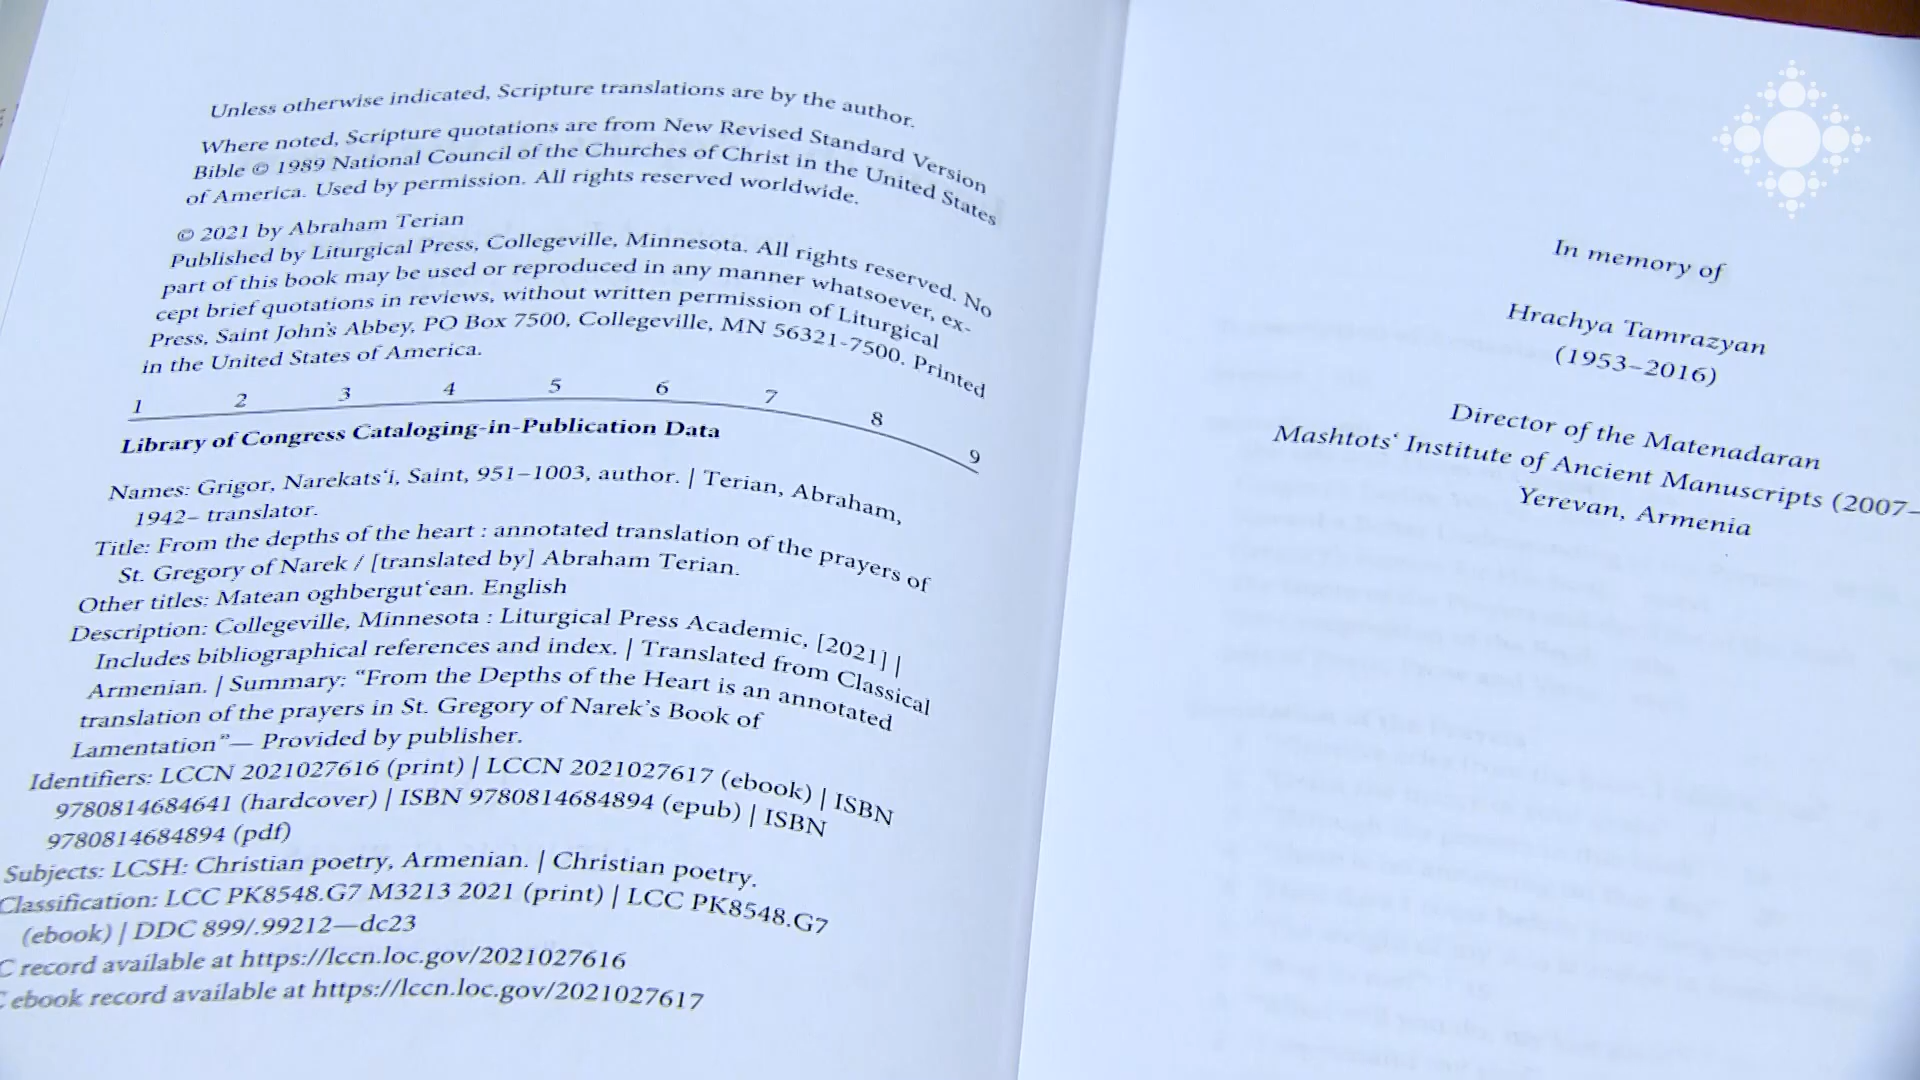 Unless otherwise indicated, Scripture translations are by the author.
Where noted, Scripture quotations are from New Revised Standard Version
Bible © 1989 National Council of the Churches of Christ in the United States
of America. Used by permission. All rights reserved worldwide.
© 2021 by Abraham Terian
Published by Liturgical Press, Collegeville, Minnesota. All rights reserved. No
part of this book may be used or reproduced in any manner whatsoever, ex-
cept brief quotations in reviews, without written permission of Liturgical
Press, Saint John's Abbey, PO Box 7500, Collegeville, MN 56321-7500. Printed
in the United States of America.
1 2 3 4 5 6 7 8 9
Library of Congress Cataloging-in-Publication Data
Names: Grigor, Narekatsʻi, Saint, 951–1003, author. | Terian, Abraham,
1942– translator.
Title: From the depths of the heart : annotated translation of the prayers of
St. Gregory of Narek / [translated by] Abraham Terian.
Other titles: Matean oghbergutʻean. English
Description: Collegeville, Minnesota : Liturgical Press Academic, [2021] |
Includes bibliographical references and index. | Translated from Classical
Armenian. | Summary: “From the Depths of the Heart is an annotated
translation of the prayers in St. Gregory of Narek’s Book of
Lamentation”— Provided by publisher.
Identifiers: LCCN 2021027616 (print) | LCCN 2021027617 (ebook) | ISBN
9780814684641 (hardcover) | ISBN 9780814684894 (epub) | ISBN
9780814684894 (pdf)
Subjects: LCSH: Christian poetry, Armenian. | Christian poetry.
Classification: LCC PK8548.G7 M3213 2021 (print) | LCC PK8548.G7
(ebook) | DDC 899/.99212—dc23
C record available at https://lccn.loc.gov/2021027616
C ebook record available at https://lccn.loc.gov/2021027617
In memory of
Hrachya Tamrazyan
(1953–2016)
Director of the Matenadaran
Mashtotsʻ Institute of Ancient Manuscripts (2007–
Yerevan, Armenia